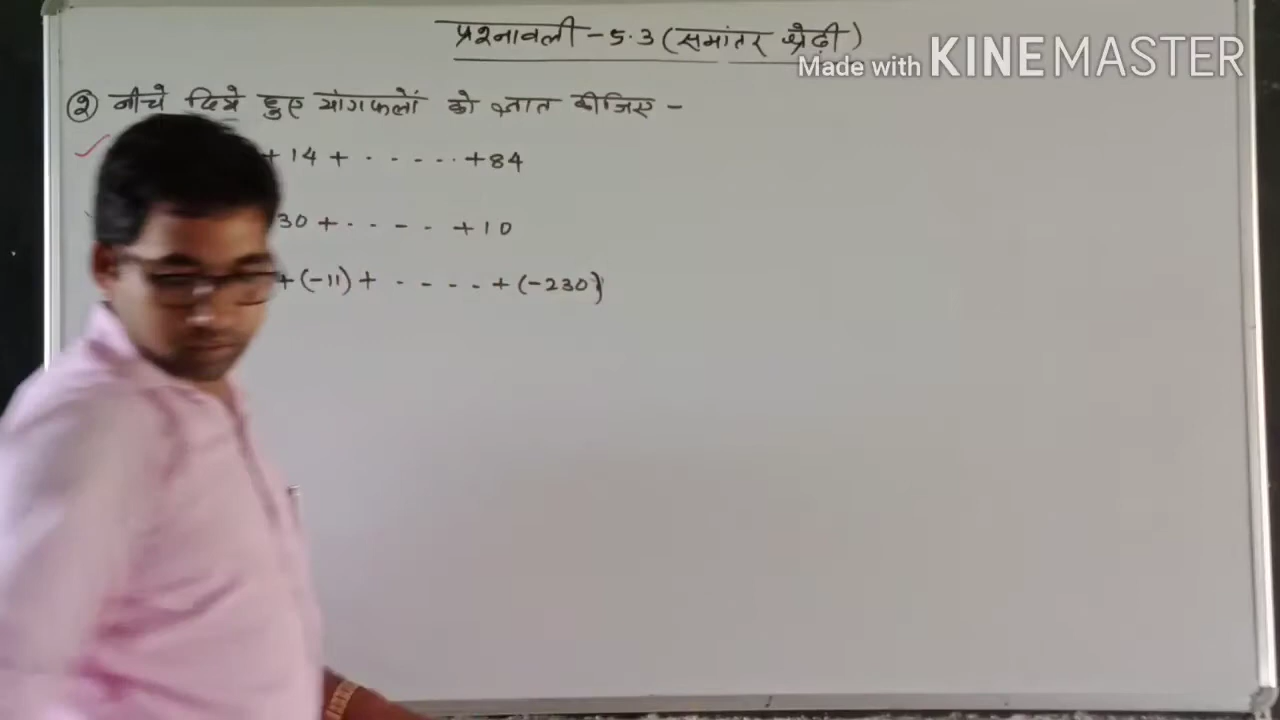 प्रश्नावली - 5.3 (समांतर श्रेढ़ी)
Made with KINEMASTER
② नीचे दिये हुए योगफलों को ज्ञात कीजिए -
+ 14 + ...... + 84
30 + ..... + 10
+ (-11) + ..... + (-230)